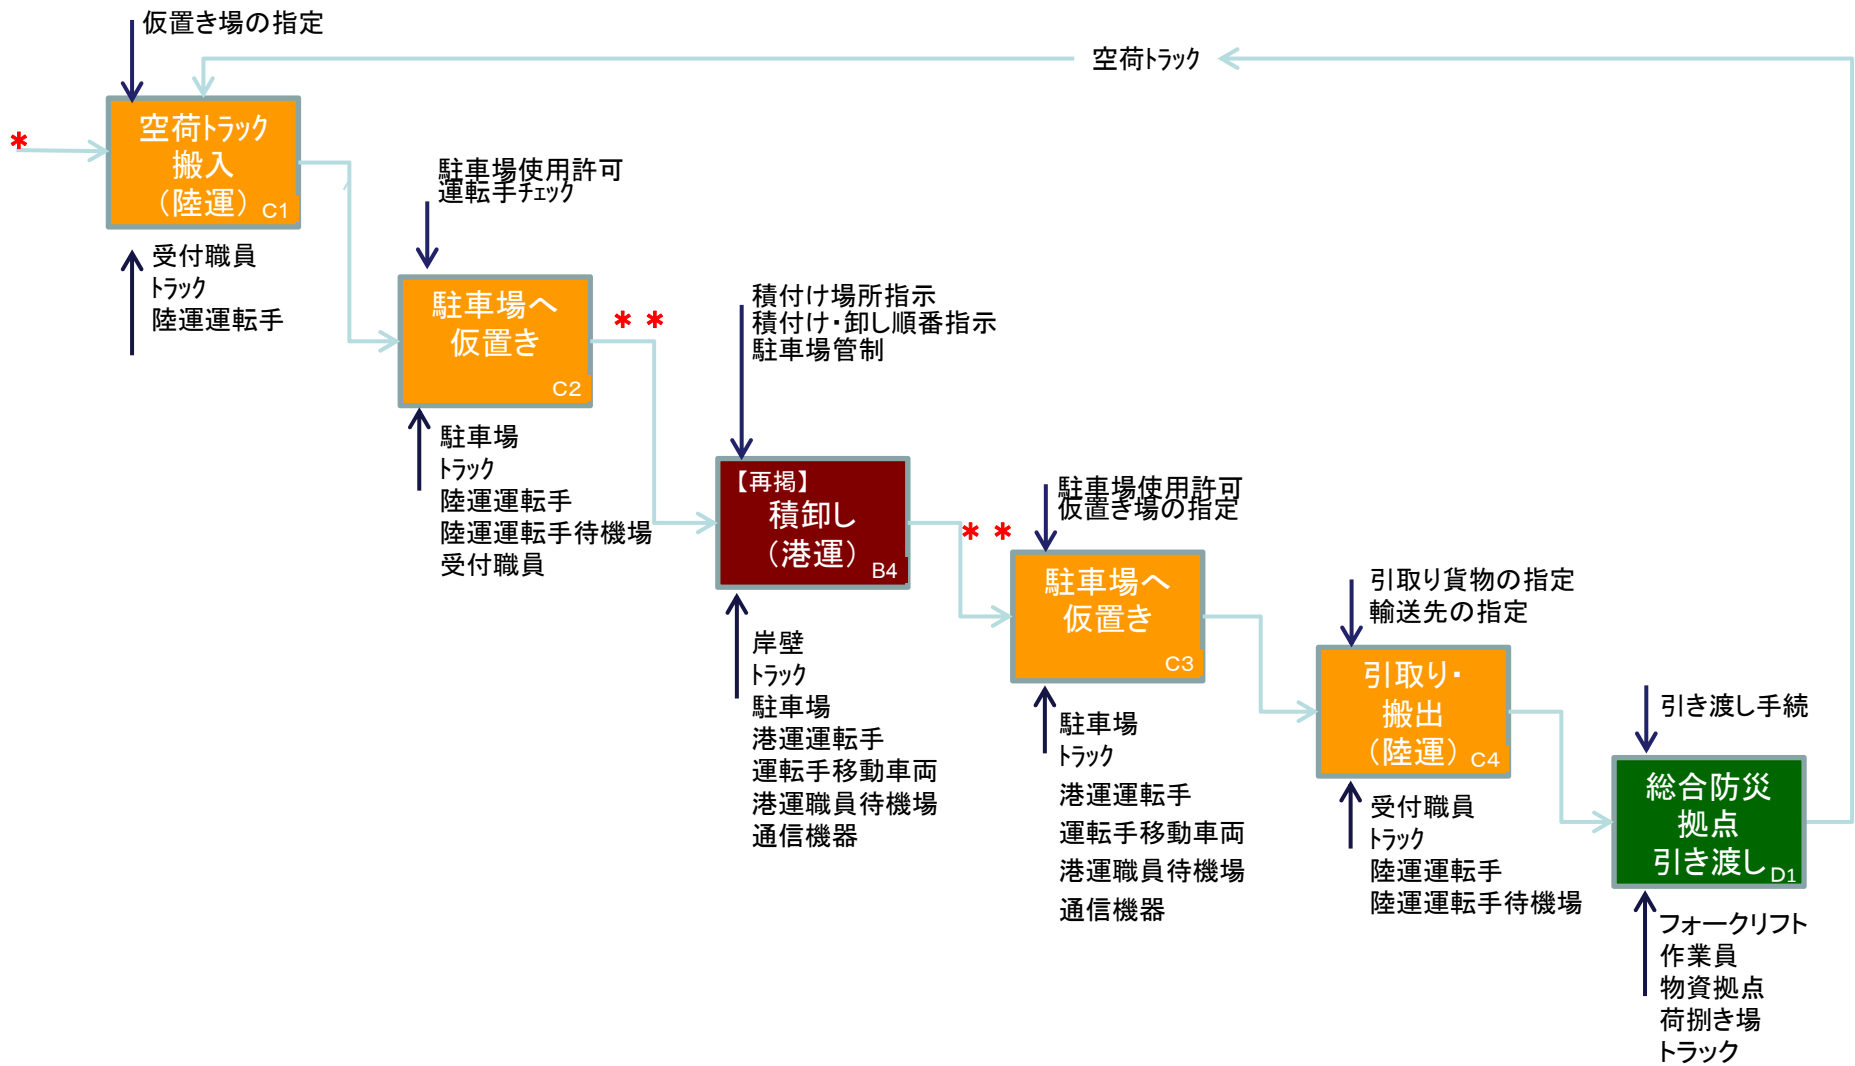 仮置き場の指定
空荷トラック
*
空荷トラック
搬入
（陸運）
C1
受付職員
トラック
陸運運転手
駐車場使用許可
運転手チェック
駐車場へ
仮置き
C2
* *
駐車場
トラック
陸運運転手
陸運運転手待機場
受付職員
積付け場所指示
積付け・卸し順番指示
駐車場管制
【再掲】
積卸し
（港運）
B4
* *
岸壁
トラック
駐車場
港運運転手
運転手移動車両
港運職員待機場
通信機器
駐車場使用許可
仮置き場の指定
駐車場へ
仮置き
C3
駐車場
トラック
港運運転手
運転手移動車両
港運職員待機場
通信機器
引取り貨物の指定
輸送先の指定
引取り・
搬出
（陸運）
C4
受付職員
トラック
陸運運転手
陸運運転手待機場
引き渡し手続
総合防災
拠点
引き渡し
D1
フォークリフト
作業員
物資拠点
荷捌き場
トラック